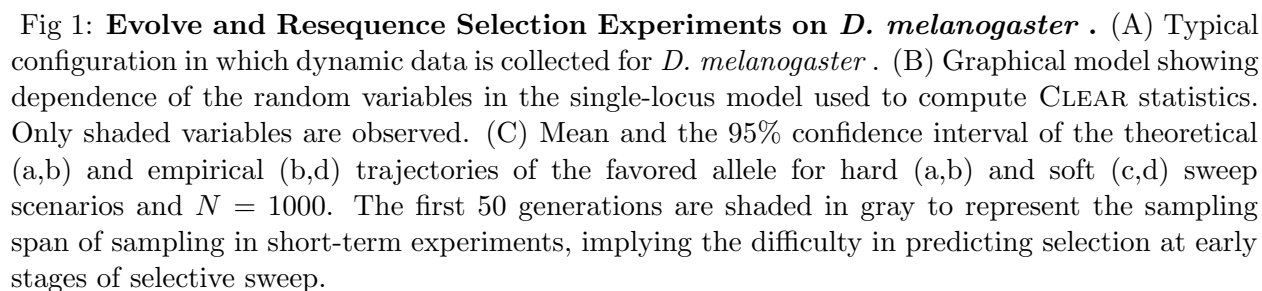 Fig 1: Evolve and Resequence Selection Experiments on D. melanogaster . (A) Typical
configuration in which dynamic data is collected for D. melanogaster . (B) Graphical model showing
dependence of the random variables in the single-locus model used to compute CLEAR statistics.
Only shaded variables are observed. (C) Mean and the 95% confidence interval of the theoretical
(a,b) and empirical (b,d) trajectories of the favored allele for hard (a,b) and soft (c,d) sweep
scenarios and N = 1000. The first 50 generations are shaded in gray to represent the sampling
span of sampling in short-term experiments, implying the difficulty in predicting selection at early
stages of selective sweep.